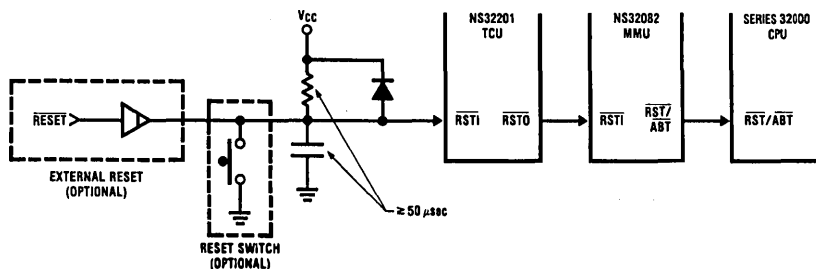 VCC
NS32201
TCU
NS32082
MMU
SERIES 32000
CPU
RESET
RSTI
RSTO
RSTI
RST/
ABT
RST/ABT
EXTERNAL RESET
(OPTIONAL)
≥ 50 µsec
RESET SWITCH
(OPTIONAL)